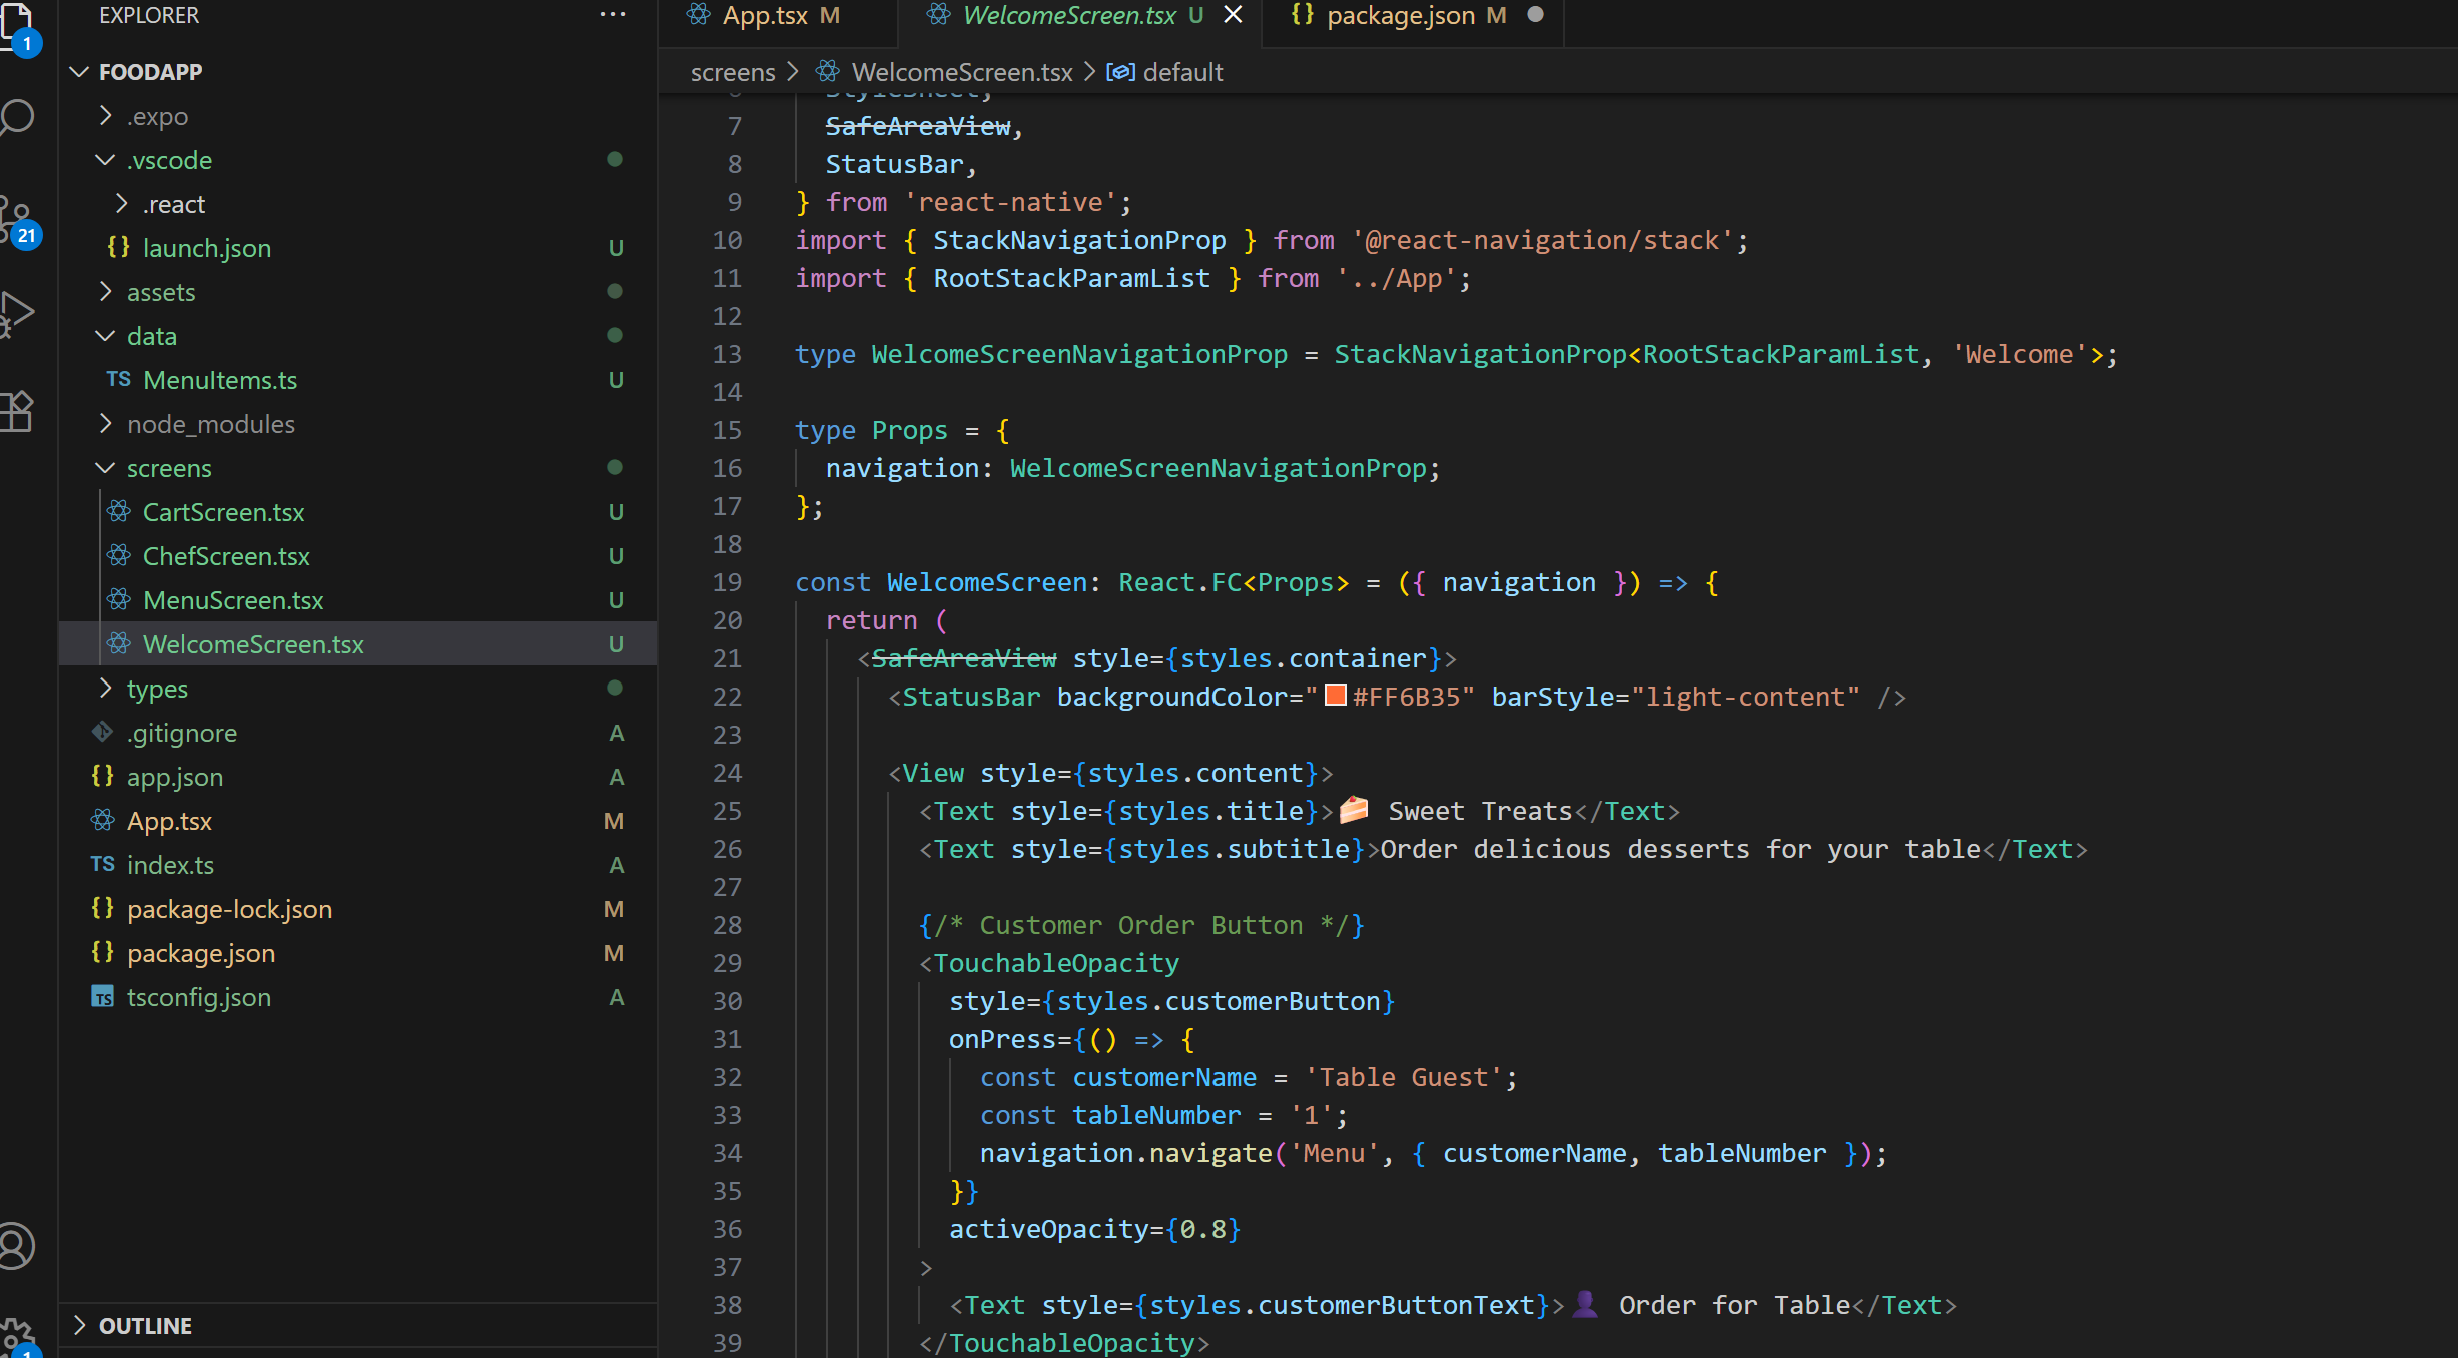 EXPLORER
FOODAPP
.expo
.vscode
.react
launch.json U
assets
data
MenuItems.ts U
node_modules
screens
CartScreen.tsx U
ChefScreen.tsx U
MenuScreen.tsx U
WelcomeScreen.tsx U
types
.gitignore A
app.json A
App.tsx M
index.ts A
package-lock.json M
package.json M
tsconfig.json A
OUTLINE
1
21
1
App.tsx M WelcomeScreen.tsx U package.json M
screens > WelcomeScreen.tsx > default
6 StyleSheet,
7 SafeAreaView,
8 StatusBar,
9 } from 'react-native';
10 import { StackNavigationProp } from '@react-navigation/stack';
11 import { RootStackParamList } from '../App';
12
13 type WelcomeScreenNavigationProp = StackNavigationProp<RootStackParamList, 'Welcome'>;
14
15 type Props = {
16 navigation: WelcomeScreenNavigationProp;
17 };
18
19 const WelcomeScreen: React.FC<Props> = ({ navigation }) => {
20 return (
21 <SafeAreaView style={styles.container}>
22 <StatusBar backgroundColor="#FF6B35" barStyle="light-content" />
23
24 <View style={styles.content}>
25 <Text style={styles.title}>🍰 Sweet Treats</Text>
26 <Text style={styles.subtitle}>Order delicious desserts for your table</Text>
27
28 {/* Customer Order Button */}
29 <TouchableOpacity
30 style={styles.customerButton}
31 onPress={() => {
32 const customerName = 'Table Guest';
33 const tableNumber = '1';
34 navigation.navigate('Menu', { customerName, tableNumber });
35 }}
36 activeOpacity={0.8}
37 >
38 <Text style={styles.customerButtonText}>👤 Order for Table</Text>
39 </TouchableOpacity>